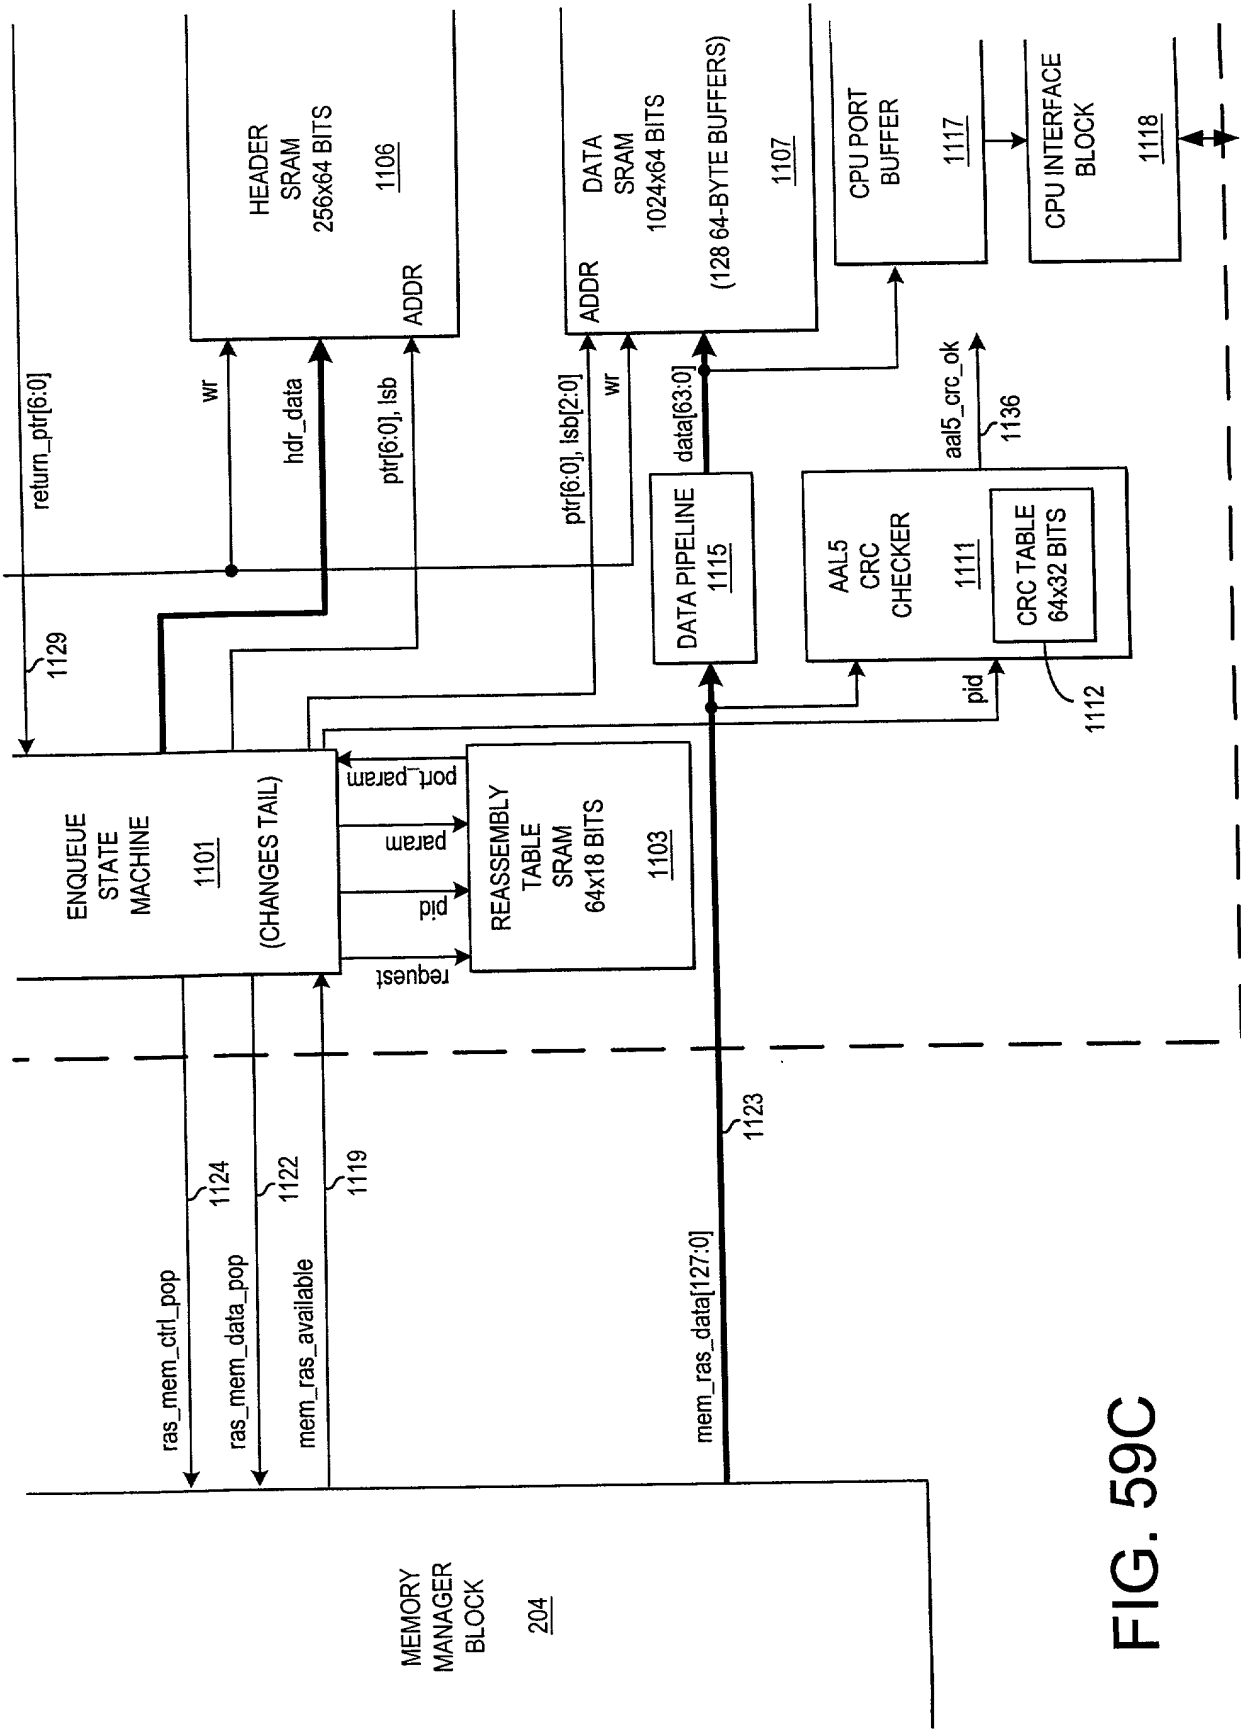 return_ptr[6:0]
1129
ENQUEUE
STATE
MACHINE
1101
(CHANGES TAIL)
ras_mem_ctrl_pop
1124
ras_mem_data_pop
1122
mem_ras_available
1119
MEMORY
MANAGER
BLOCK
204
wr
hdr_data
ptr[6:0], lsb
HEADER
SRAM
256x64 BITS
1106
ADDR
request
pid
param
port_param
REASSEMBLY
TABLE
SRAM
64x18 BITS
1103
ptr[6:0], lsb[2:0]
wr
data[63:0]
ADDR
DATA
SRAM
1024x64 BITS
(128 64-BYTE BUFFERS)
1107
mem_ras_data[127:0]
1123
DATA PIPELINE
1115
pid
AAL5
CRC
CHECKER
1111
CRC TABLE
64x32 BITS
1112
aal5_crc_ok
1136
CPU PORT
BUFFER
1117
CPU INTERFACE
BLOCK
1118
FIG. 59C